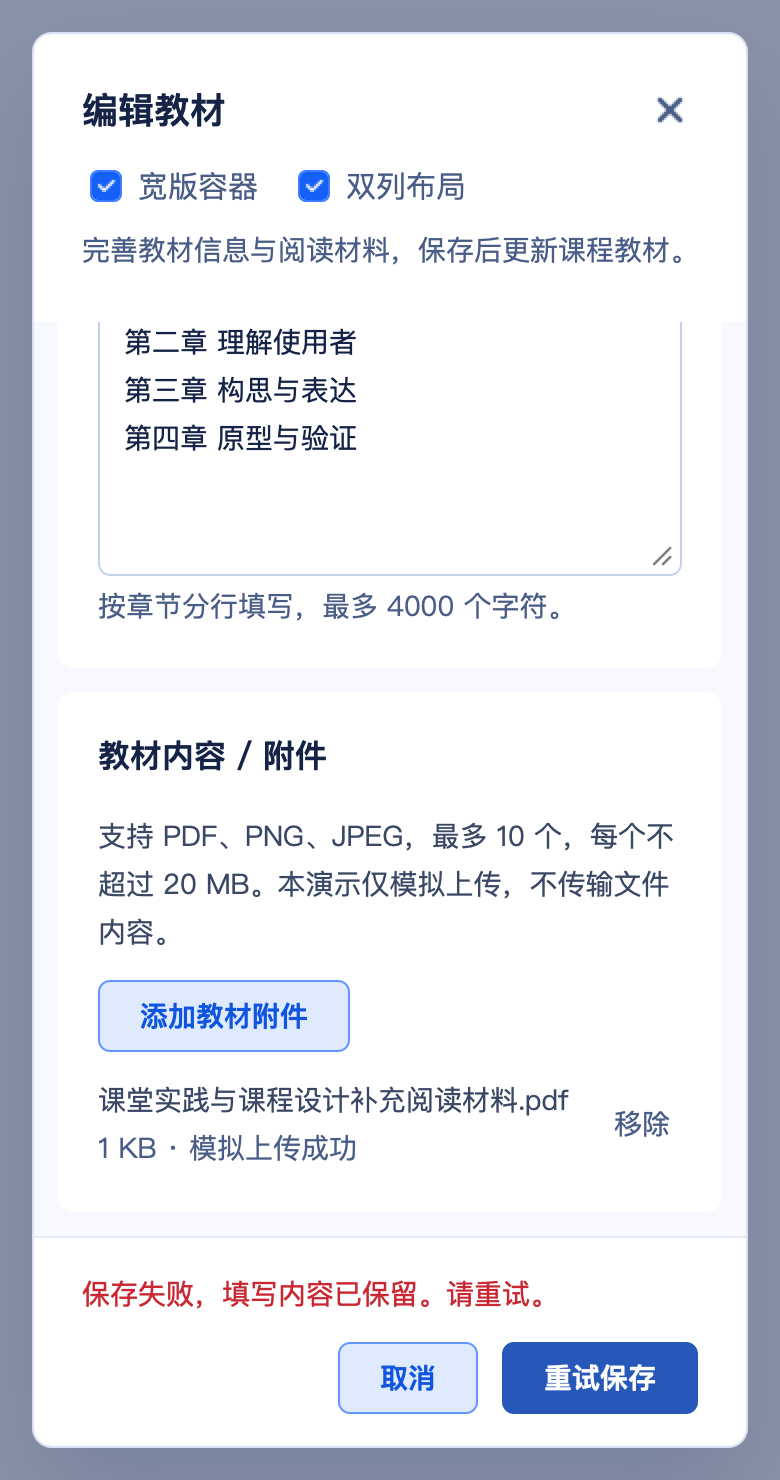 编辑教材
宽版容器 双列布局
完善教材信息与阅读材料，保存后更新课程教材。
第二章 理解使用者
第三章 构思与表达
第四章 原型与验证
按章节分行填写，最多 4000 个字符。
教材内容 / 附件
支持 PDF、PNG、JPEG，最多 10 个，每个不
超过 20 MB。本演示仅模拟上传，不传输文件
内容。
添加教材附件
课堂实践与课程设计补充阅读材料.pdf
1 KB · 模拟上传成功
移除
保存失败，填写内容已保留。请重试。
取消
重试保存